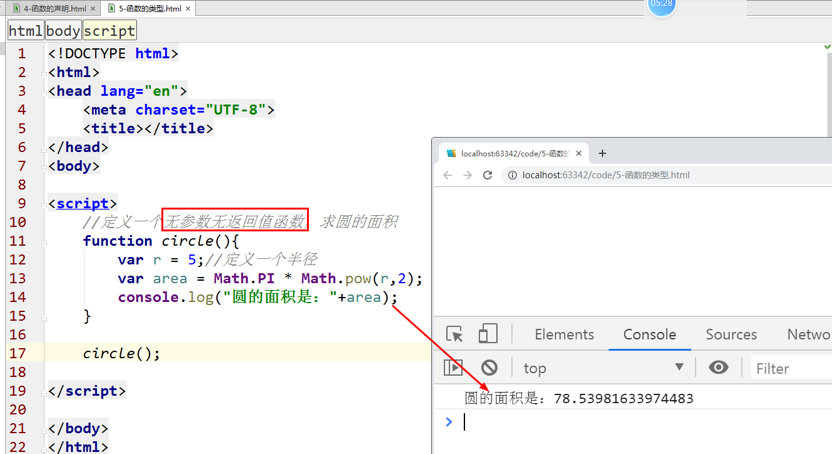 4-函数的声明.html × 5-函数的类型.html ×
05:28
html body script
1 <!DOCTYPE html>
2 <html>
3 <head lang="en">
4 <meta charset="UTF-8">
5 <title></title>
6 </head>
7 <body>
8
9 <script>
10 //定义一个无参数无返回值函数 求圆的面积
11 function circle(){
12 var r = 5;//定义一个半径
13 var area = Math.PI * Math.pow(r,2);
14 console.log("圆的面积是："+area);
15 }
16
17 circle();
18
19 </script>
20
21 </body>
22 </html>
localhost:63342/code/5-函数的 × +
localhost:63342/code/5-函数的类型.html
Elements Console Sources Netwo
top Filter
圆的面积是：78.53981633974483